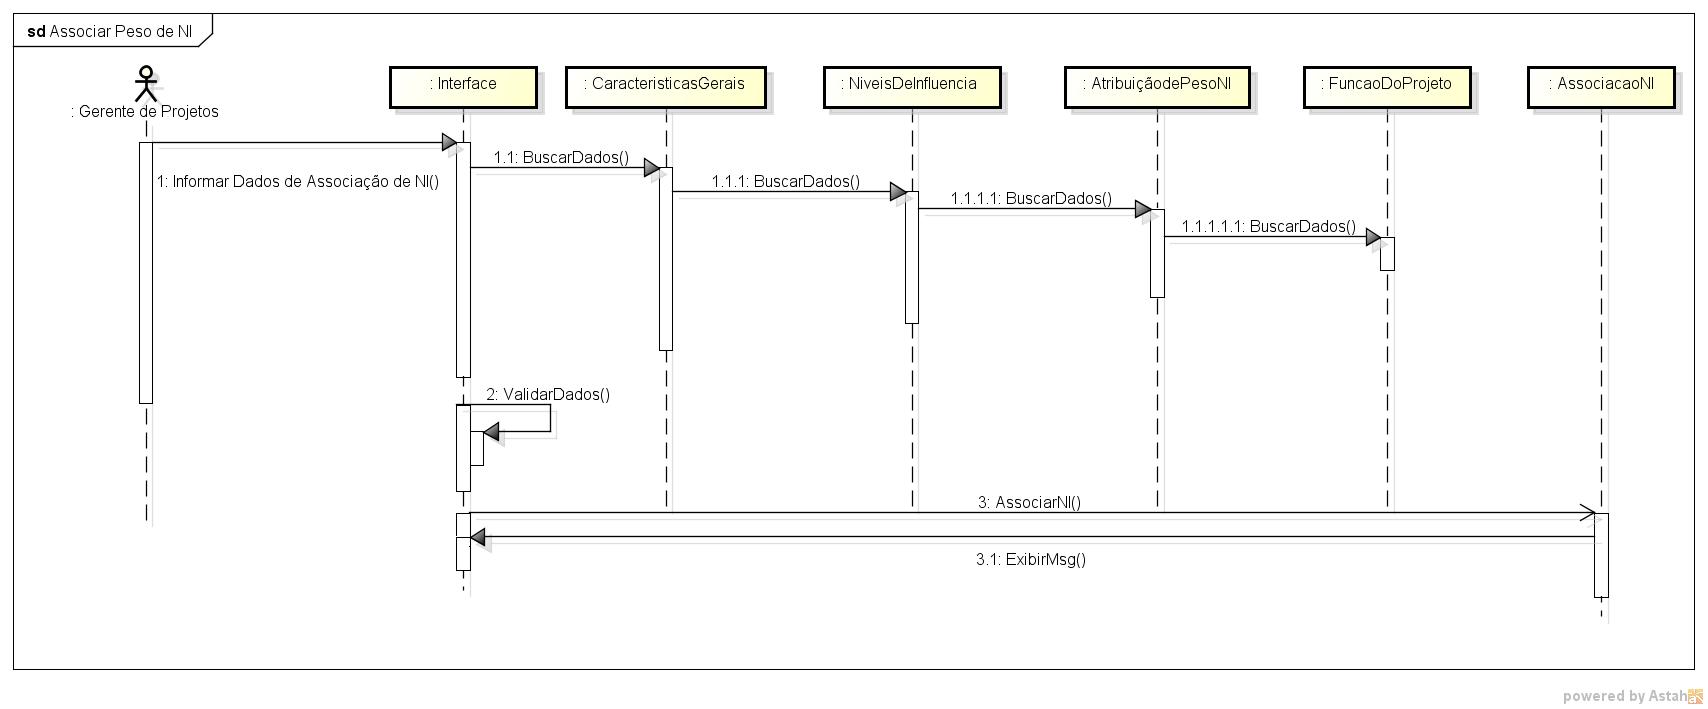 sd Associar Peso de NI
: Gerente de Projetos
: Interface
: CaracteristicasGerais
: NiveisDeInfluencia
: AtribuiçãodePesoNI
: FuncaoDoProjeto
: AssociacaoNI
1: Informar Dados de Associação de NI()
1.1: BuscarDados()
1.1.1: BuscarDados()
1.1.1.1: BuscarDados()
1.1.1.1.1: BuscarDados()
2: ValidarDados()
3: AssociarNI()
3.1: ExibirMsg()
powered by Astah